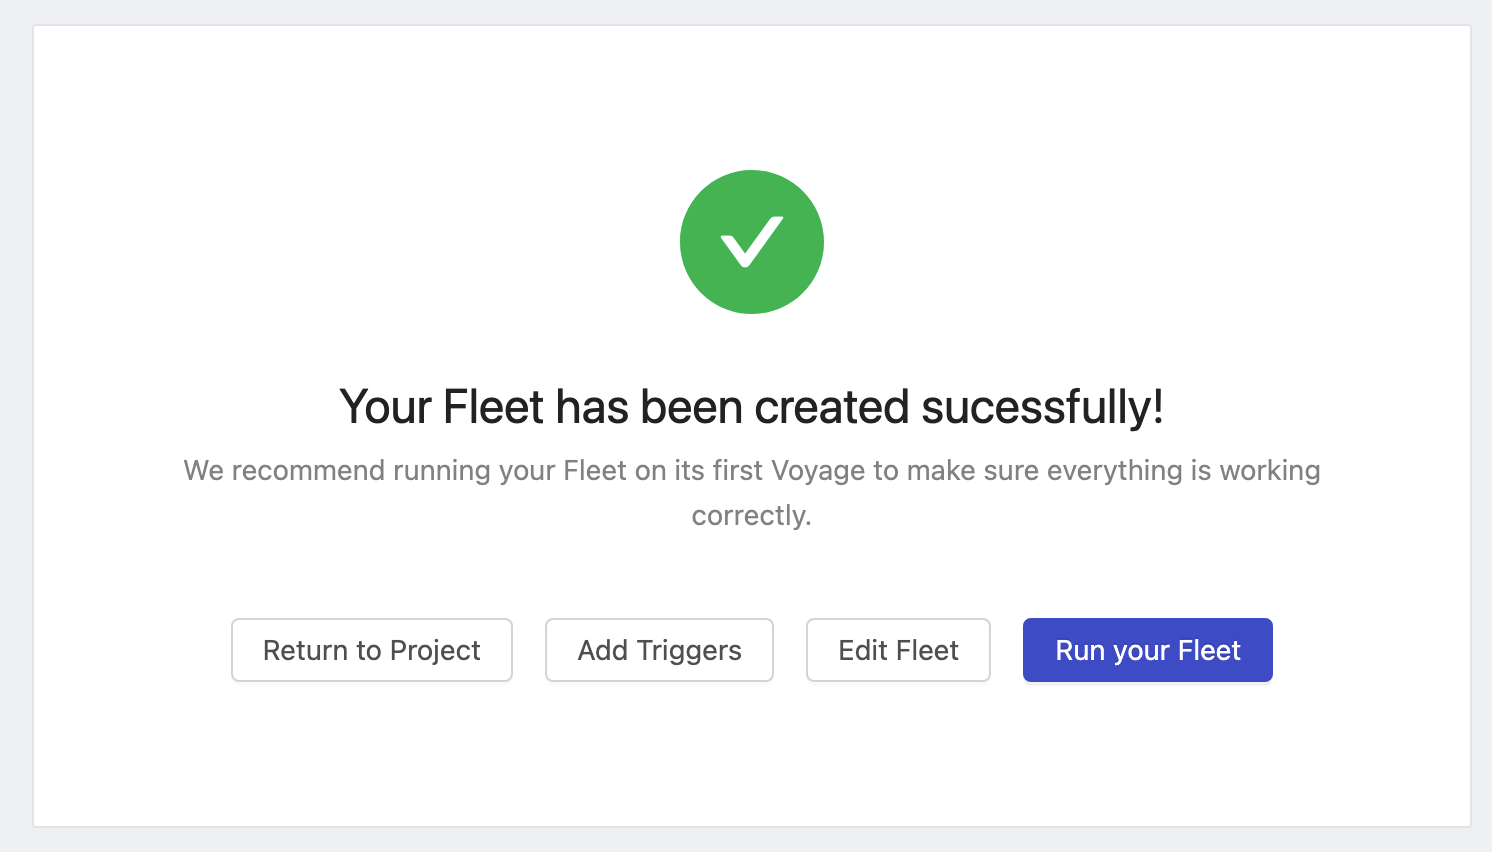 Your Fleet has been created sucessfully!
We recommend running your Fleet on its first Voyage to make sure everything is working
correctly.
Return to Project
Add Triggers
Edit Fleet
Run your Fleet